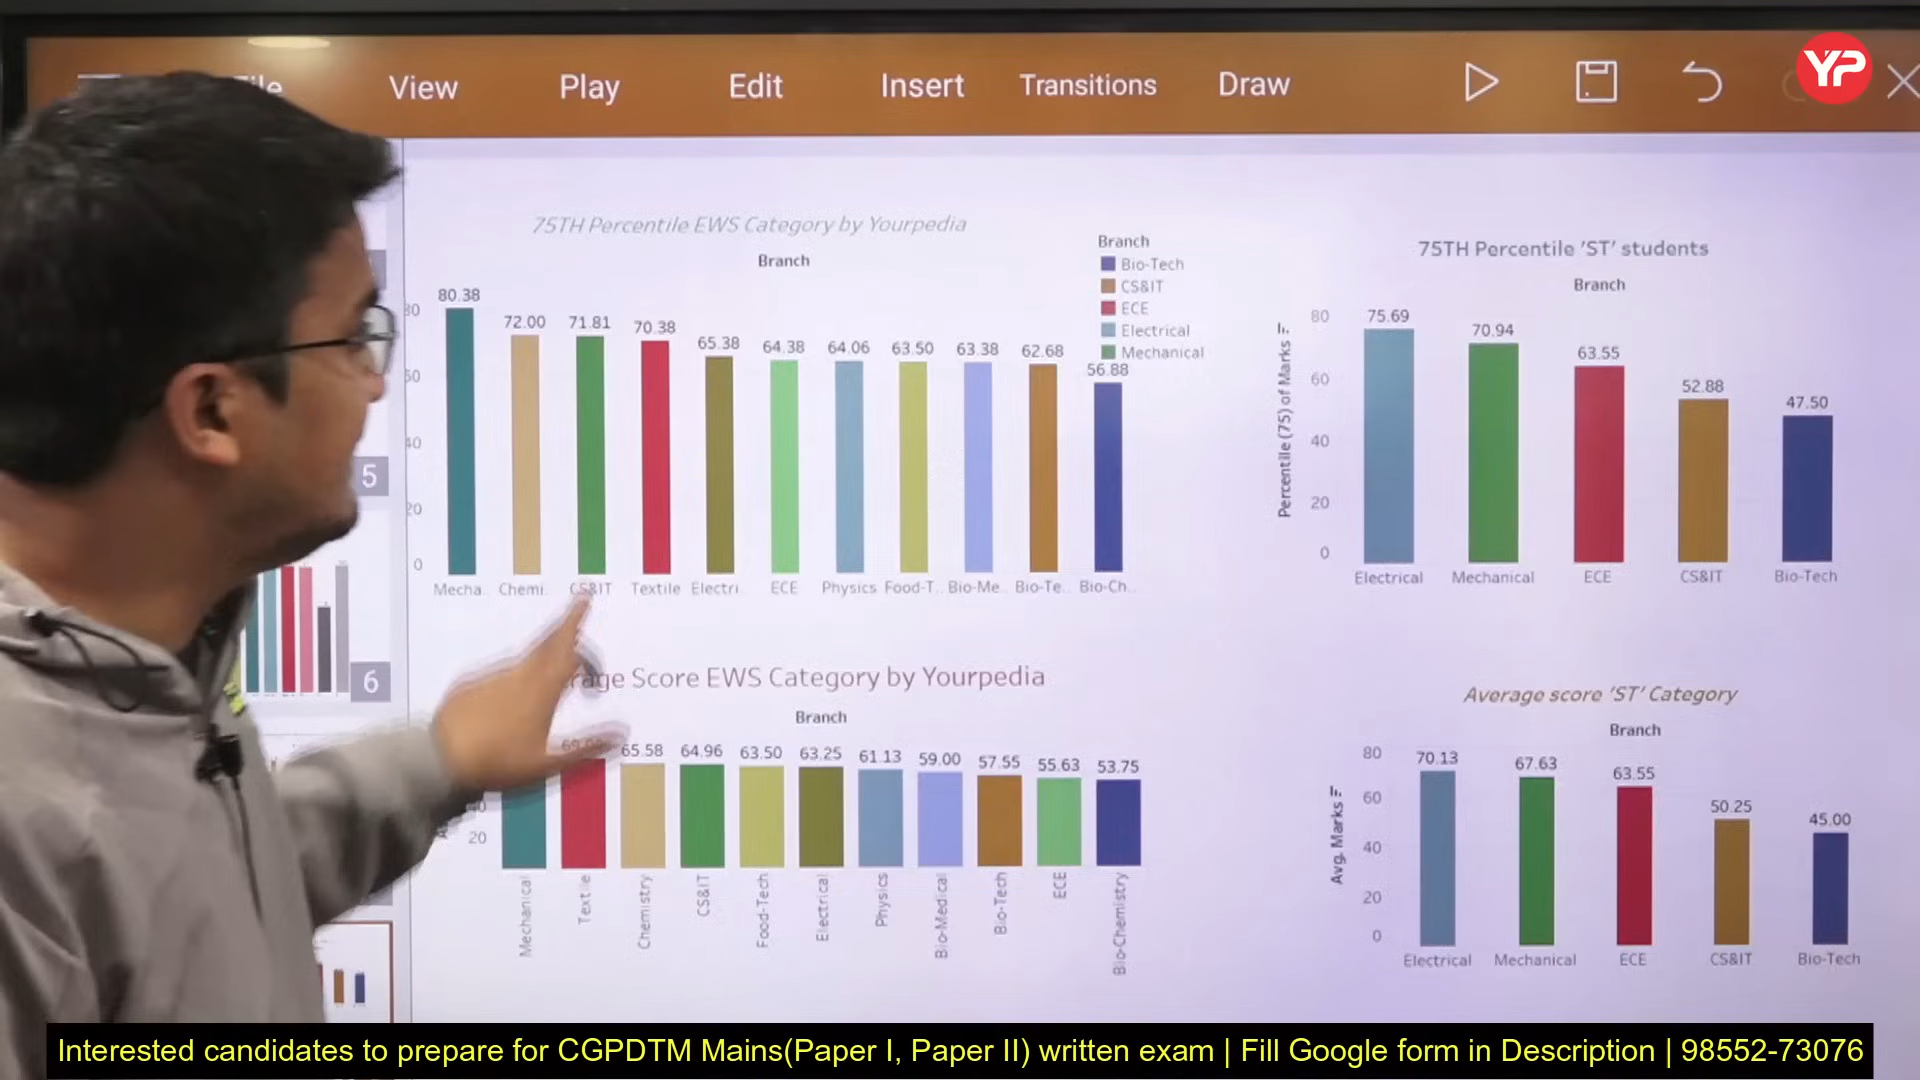 View Play Edit Insert Transitions Draw
YP
5
6
75TH Percentile EWS Category by Yourpedia
Branch
80.38 72.00 71.81 70.38 65.38 64.38 64.06 63.50 63.38 62.68 56.88
40
0
Mecha.. Chemi.. CS&IT Textile Electri.. ECE Physics Food-T.. Bio-Me.. Bio-Te.. Bio-Ch..
Branch
Bio-Tech
CS&IT
ECE
Electrical
Mechanical
75TH Percentile 'ST' students
Branch
Percentile (75) of Marks
80
60
40
20
0
75.69 70.94 63.55 52.88 47.50
Electrical Mechanical ECE CS&IT Bio-Tech
Score EWS Category by Yourpedia
Branch
65.58 64.96 63.50 63.25 61.13 59.00 57.55 55.63 53.75
20
Mechanical Textile Chemistry CS&IT Food-Tech Electrical Physics Bio-Medical Bio-Tech ECE Bio-Chemistry
Average score 'ST' Category
Branch
Avg. Marks
80
60
40
20
0
70.13 67.63 63.55 50.25 45.00
Electrical Mechanical ECE CS&IT Bio-Tech
Interested candidates to prepare for CGPDTM Mains(Paper I, Paper II) written exam | Fill Google form in Description | 98552-73076